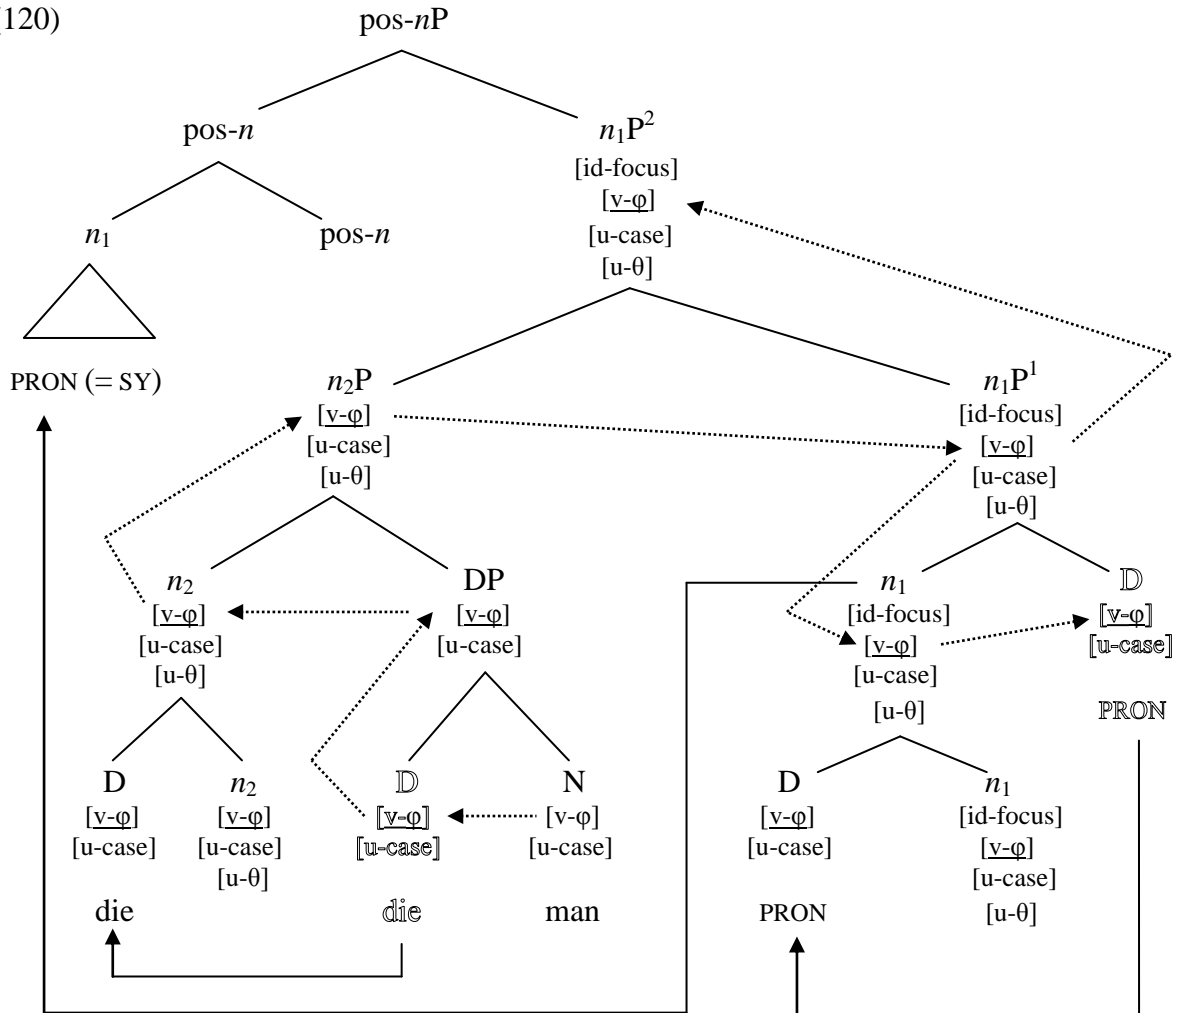 (120)
pos-nP
pos-n n₁P²
[id-focus]
[v-φ]
n₁ pos-n [u-case]
[u-θ]
PRON (= SY) n₂P n₁P¹
[v-φ] [id-focus]
[u-case] [v-φ]
[u-θ] [u-case]
[u-θ]
n₂ DP n₁ D
[v-φ] [v-φ] [id-focus] [v-φ]
[u-case] [u-case] [v-φ] [u-case]
[u-θ] [u-case]
[u-θ] PRON
D n₂ D N D n₁
[v-φ] [v-φ] [v-φ] [v-φ] [v-φ] [id-focus]
[u-case] [u-case] [u-case] [u-case] [u-case] [v-φ]
[u-θ] [u-case]
die die man PRON [u-θ]